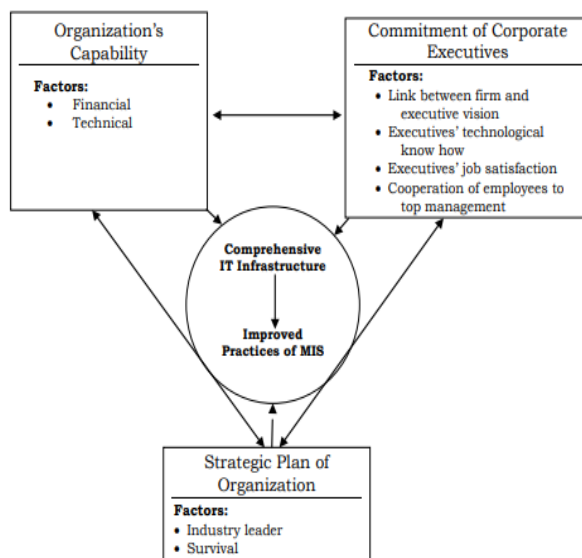 Organization's
Capability
Factors:
• Financial
• Technical
Commitment of Corporate
Executives
Factors:
• Link between firm and
executive vision
• Executives' technological
know how
• Executives' job satisfaction
• Cooperation of employees to
top management
Comprehensive
IT Infrastructure
Improved
Practices of MIS
Strategic Plan of
Organization
Factors:
• Industry leader
• Survival